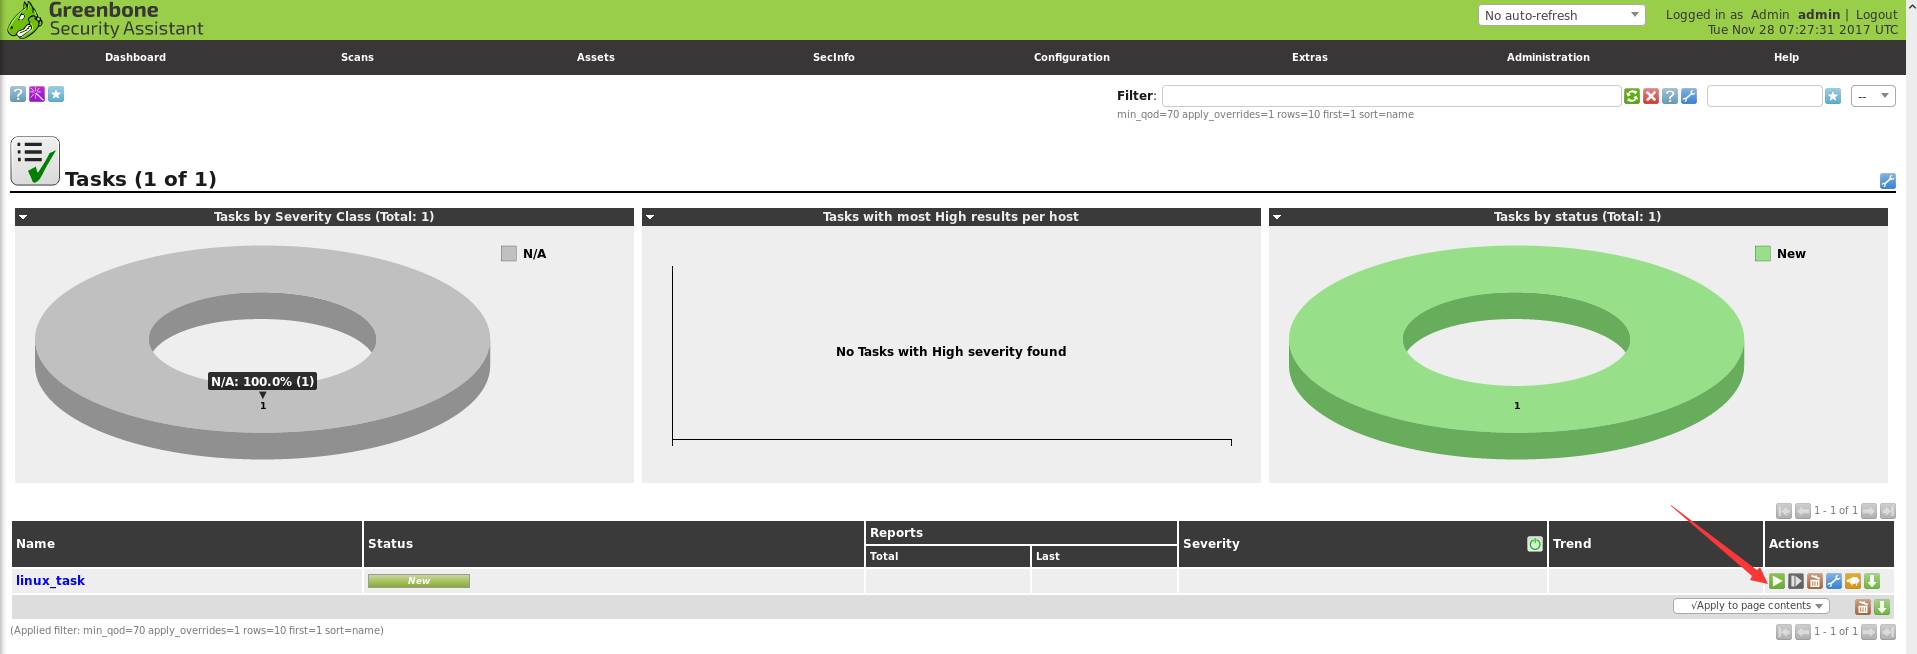 Greenbone
Security Assistant
No auto-refresh
Logged in as Admin admin | Logout
Tue Nov 28 07:27:31 2017 UTC
Dashboard Scans Assets SecInfo Configuration Extras Administration Help
Filter:
--
min_qod=70 apply_overrides=1 rows=10 first=1 sort=name
Tasks (1 of 1)
Tasks by Severity Class (Total: 1)
N/A
N/A: 100.0% (1)
1
Tasks with most High results per host
No Tasks with High severity found
Tasks by status (Total: 1)
New
1
1 - 1 of 1
Name Status Reports Severity Trend Actions
Total Last
linux_task New
√Apply to page contents
(Applied filter: min_qod=70 apply_overrides=1 rows=10 first=1 sort=name)
1 - 1 of 1